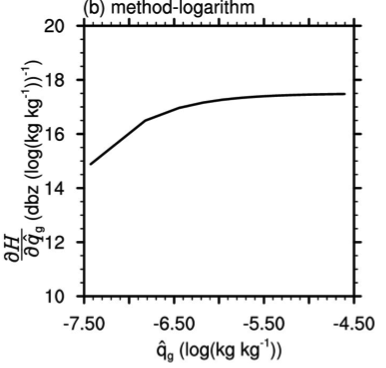 (b) method-logarithm
20
18
16
14
12
10
∂H/∂q̂g (dbz (log(kg kg⁻¹))⁻¹)
-7.50 -6.50 -5.50 -4.50
q̂g (log(kg kg⁻¹))